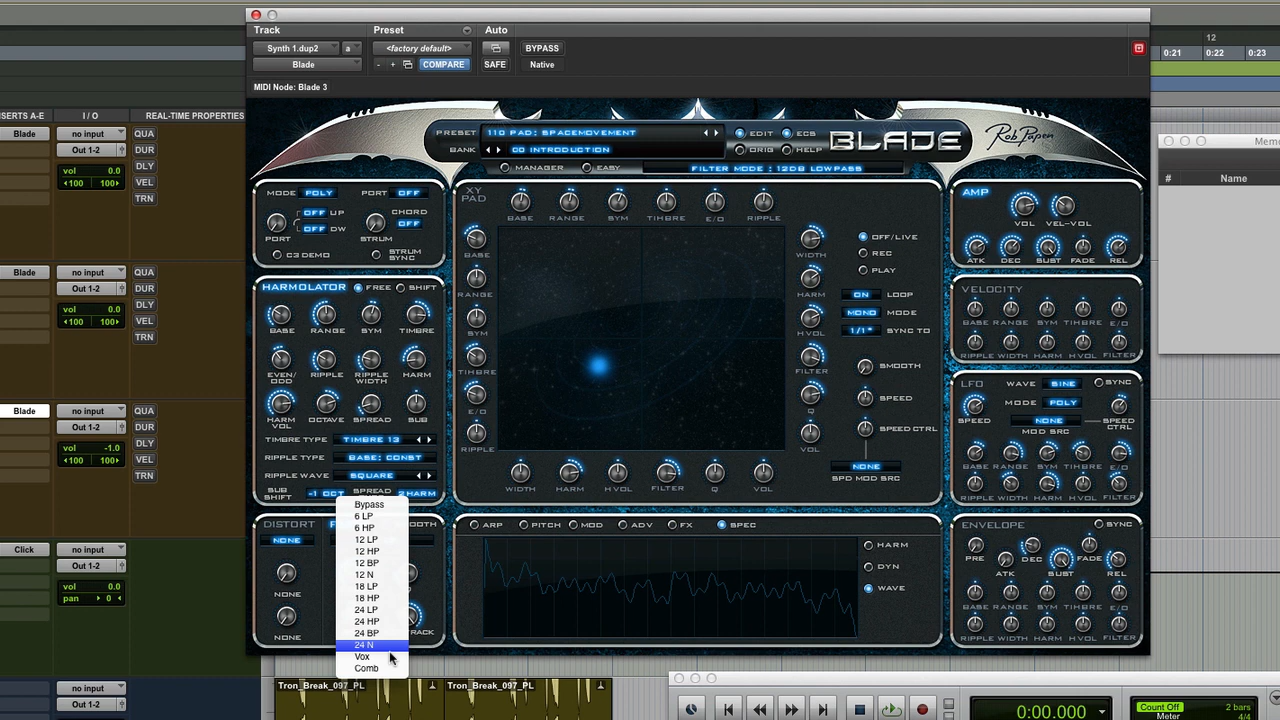 Track
Preset
Auto
Synth 1.dup2
a
<factory default>
BYPASS
Blade
- +
COMPARE
SAFE
Native
MIDI Node: Blade 3
12
0:21
0:22
0:23
SERTS A-E
I / O
REAL-TIME PROPERTIES
Blade
no input
Out 1-2
vol 0.0
100 100
QUA
DUR
DLY
VEL
TRN
Blade
no input
Out 1-2
vol 0.0
100 100
QUA
DUR
DLY
VEL
TRN
Blade
no input
Out 1-2
vol -1.0
100 100
QUA
DUR
DLY
VEL
TRN
Click
no input
Out 1-2
vol 0.0
pan 0
no input
Out 1-2
PRESET
110 PAD: SPACEMOVEMENT
BANK
00 INTRODUCTION
EDIT
ECS
ORIG
HELP
BLADE
Rob Papen
MANAGER
EASY
FILTER MODE : 12DB LOWPASS
MODE POLY
PORT OFF
OFF UP
OFF DW
PORT
STRUM
CHORD
OFF
C3 DEMO
STRUM SYNC
HARMOLATOR
FREE
SHIFT
BASE RANGE SYM TIMBRE
EVEN/ODD RIPPLE RIPPLE WIDTH HARM
HARM VOL OCTAVE SPREAD SUB
TIMBRE TYPE TIMBRE 13
RIPPLE TYPE BASE: CONST
RIPPLE WAVE SQUARE
SUB SHIFT -1 OCT SPREAD 2HARM
DISTORT
NONE
NONE
NONE
Bypass
6 LP
6 HP
12 LP
12 HP
12 BP
12 N
18 LP
18 HP
24 LP
24 HP
24 BP
24 N
Vox
Comb
XY PAD
BASE RANGE SYM TIMBRE E/O RIPPLE
BASE
RANGE
SYM
TIMBRE
E/O
RIPPLE
WIDTH
HARM
H VOL
FILTER
Q
VOL
WIDTH HARM H VOL FILTER Q VOL
OFF/LIVE
REC
PLAY
ON LOOP
MONO MODE
1/1* SYNC TO
SMOOTH
SPEED
SPEED CTRL
NONE
SPD MOD SRC
ARP PITCH MOD ADV FX SPEC
HARM
DYN
WAVE
AMP
VOL VEL-VOL
ATK DEC SUST FADE REL
VELOCITY
BASE RANGE SYM TIMBRE E/O
RIPPLE WIDTH HARM H VOL FILTER
LFO
WAVE SINE
SYNC
MODE POLY
SPEED
NONE
MOD SRC
SPEED CTRL
BASE RANGE SYM TIMBRE E/O
RIPPLE WIDTH HARM H VOL FILTER
ENVELOPE
SYNC
PRE ATK DEC SUST FADE REL
BASE RANGE SYM TIMBRE E/O
RIPPLE WIDTH HARM H VOL FILTER
#
Name
Tron_Break_097_PL
Tron_Break_097_PL
0:00.000
Count Off
2 bars
Meter
4/4